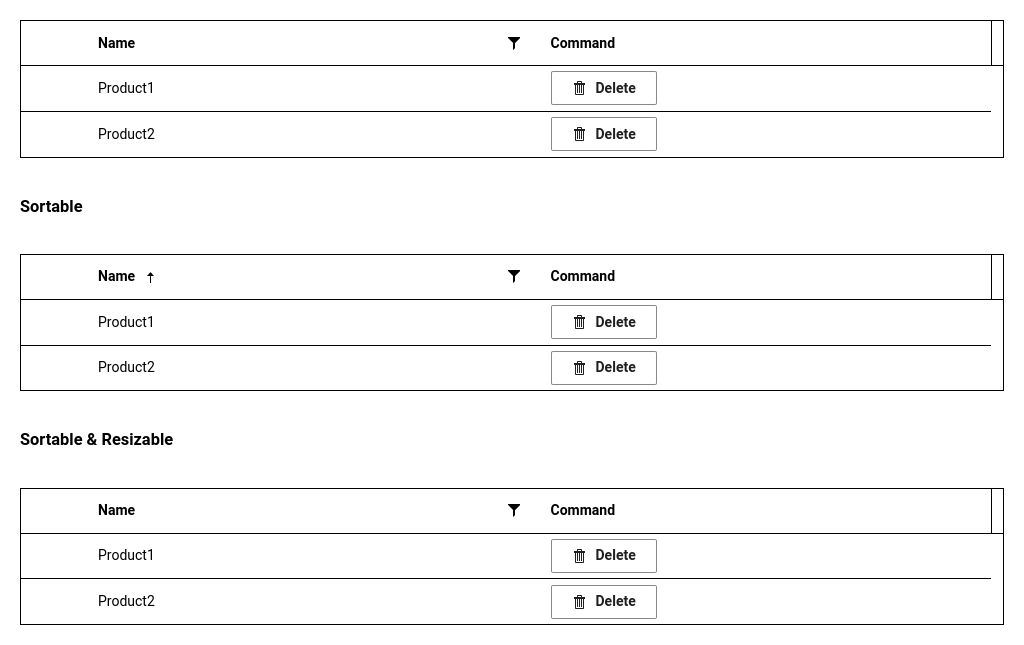 Name Command
Product1 Delete
Product2 Delete
Sortable
Name Command
Product1 Delete
Product2 Delete
Sortable & Resizable
Name Command
Product1 Delete
Product2 Delete